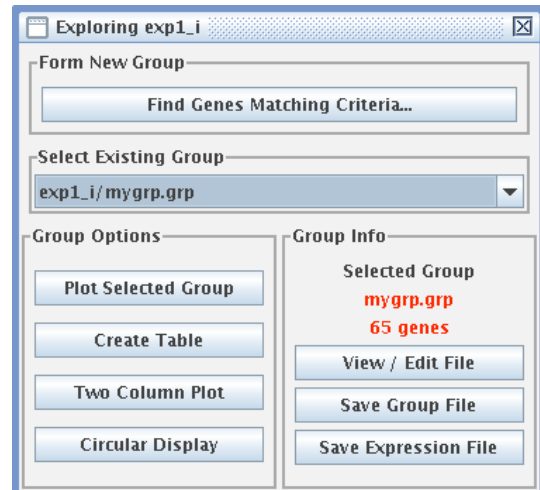 Exploring exp1_i
Form New Group
Find Genes Matching Criteria...
Select Existing Group
exp1_i/mygrp.grp
Group Options
Plot Selected Group
Create Table
Two Column Plot
Circular Display
Group Info
Selected Group
mygrp.grp
65 genes
View / Edit File
Save Group File
Save Expression File